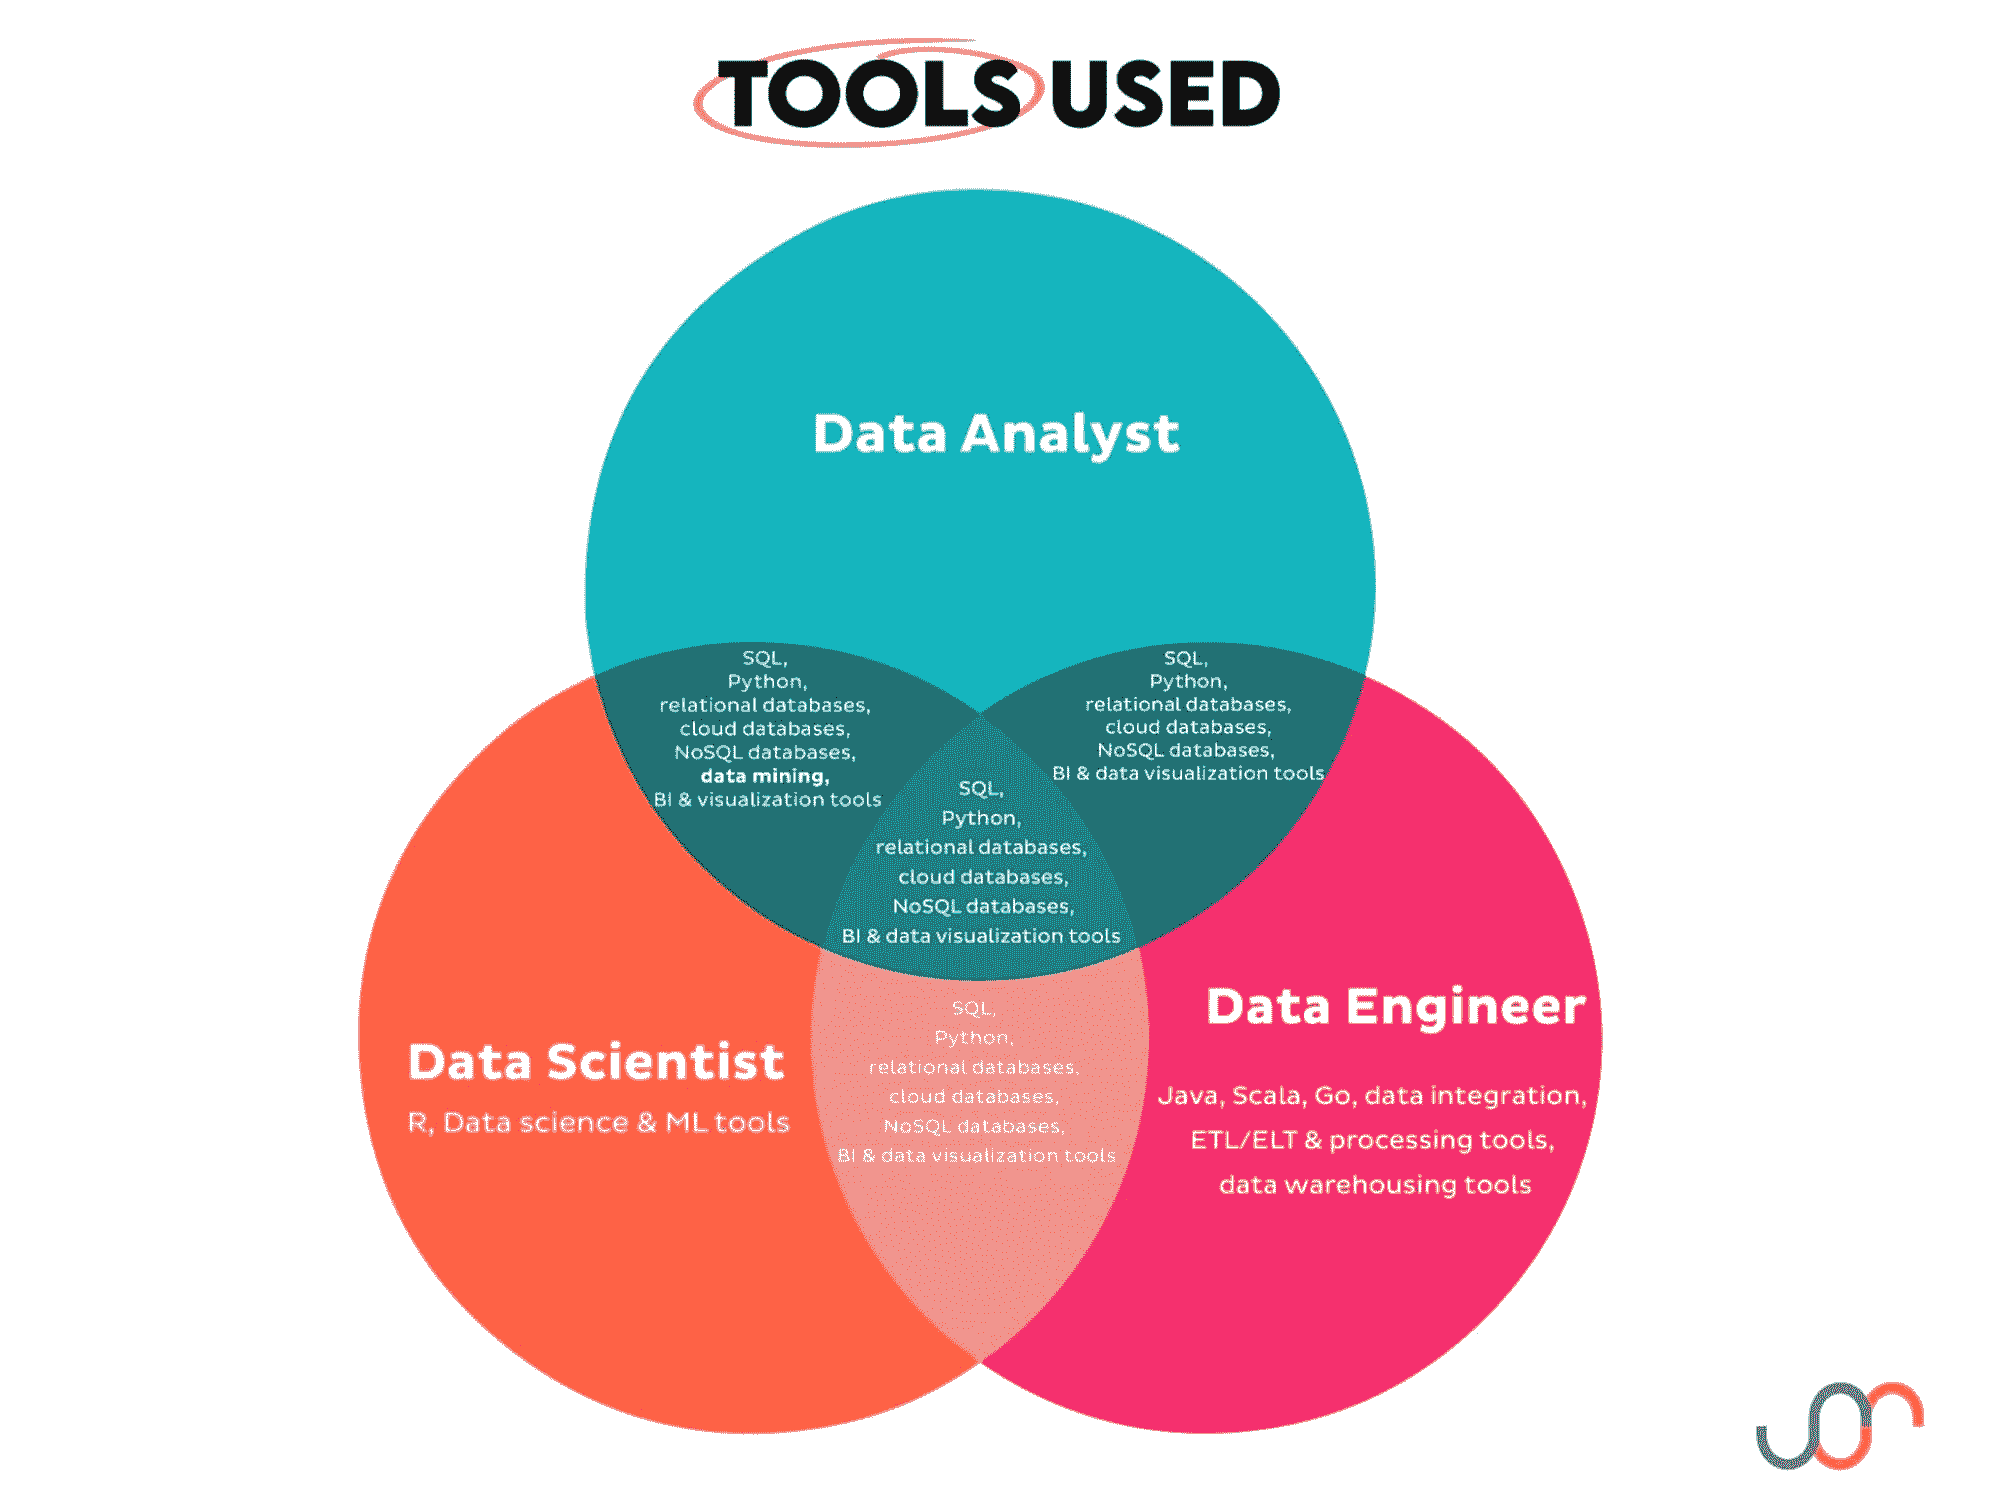 TOOLS USED
Data Analyst
SQL,
Python,
relational databases,
cloud databases,
NoSQL databases,
data mining,
BI & visualization tools
SQL,
Python,
relational databases,
cloud databases,
NoSQL databases,
BI & data visualization tools
SQL,
Python,
relational databases,
cloud databases,
NoSQL databases,
BI & data visualization tools
Data Scientist
R, Data science & ML tools
SQL,
Python,
relational databases,
cloud databases,
NoSQL databases,
BI & data visualization tools
Data Engineer
Java, Scala, Go, data integration,
ETL/ELT & processing tools,
data warehousing tools